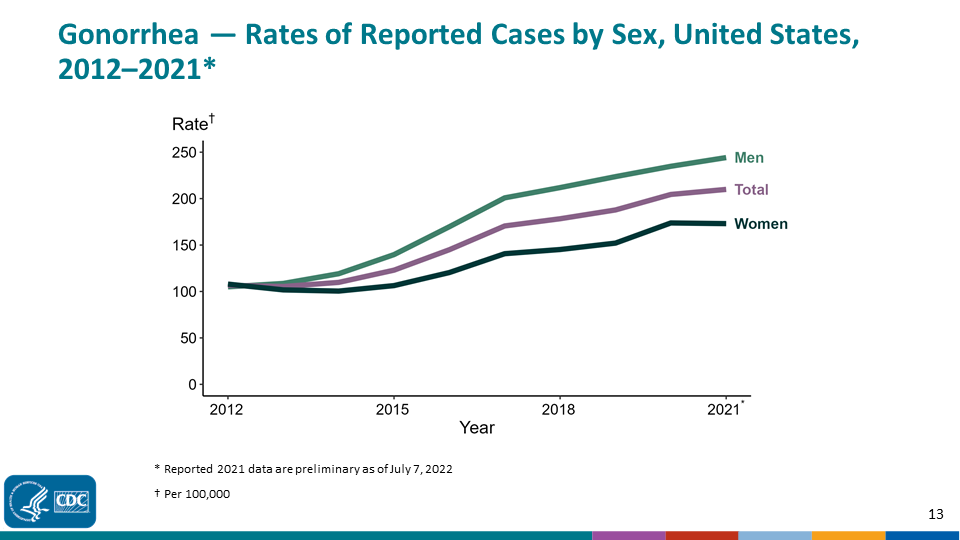 Gonorrhea — Rates of Reported Cases by Sex, United States,
2012–2021*
Rate†
250
200
150
100
50
0
Men
Total
Women
2012 2015 2018 2021*
Year
* Reported 2021 data are preliminary as of July 7, 2022
† Per 100,000
CDC
13